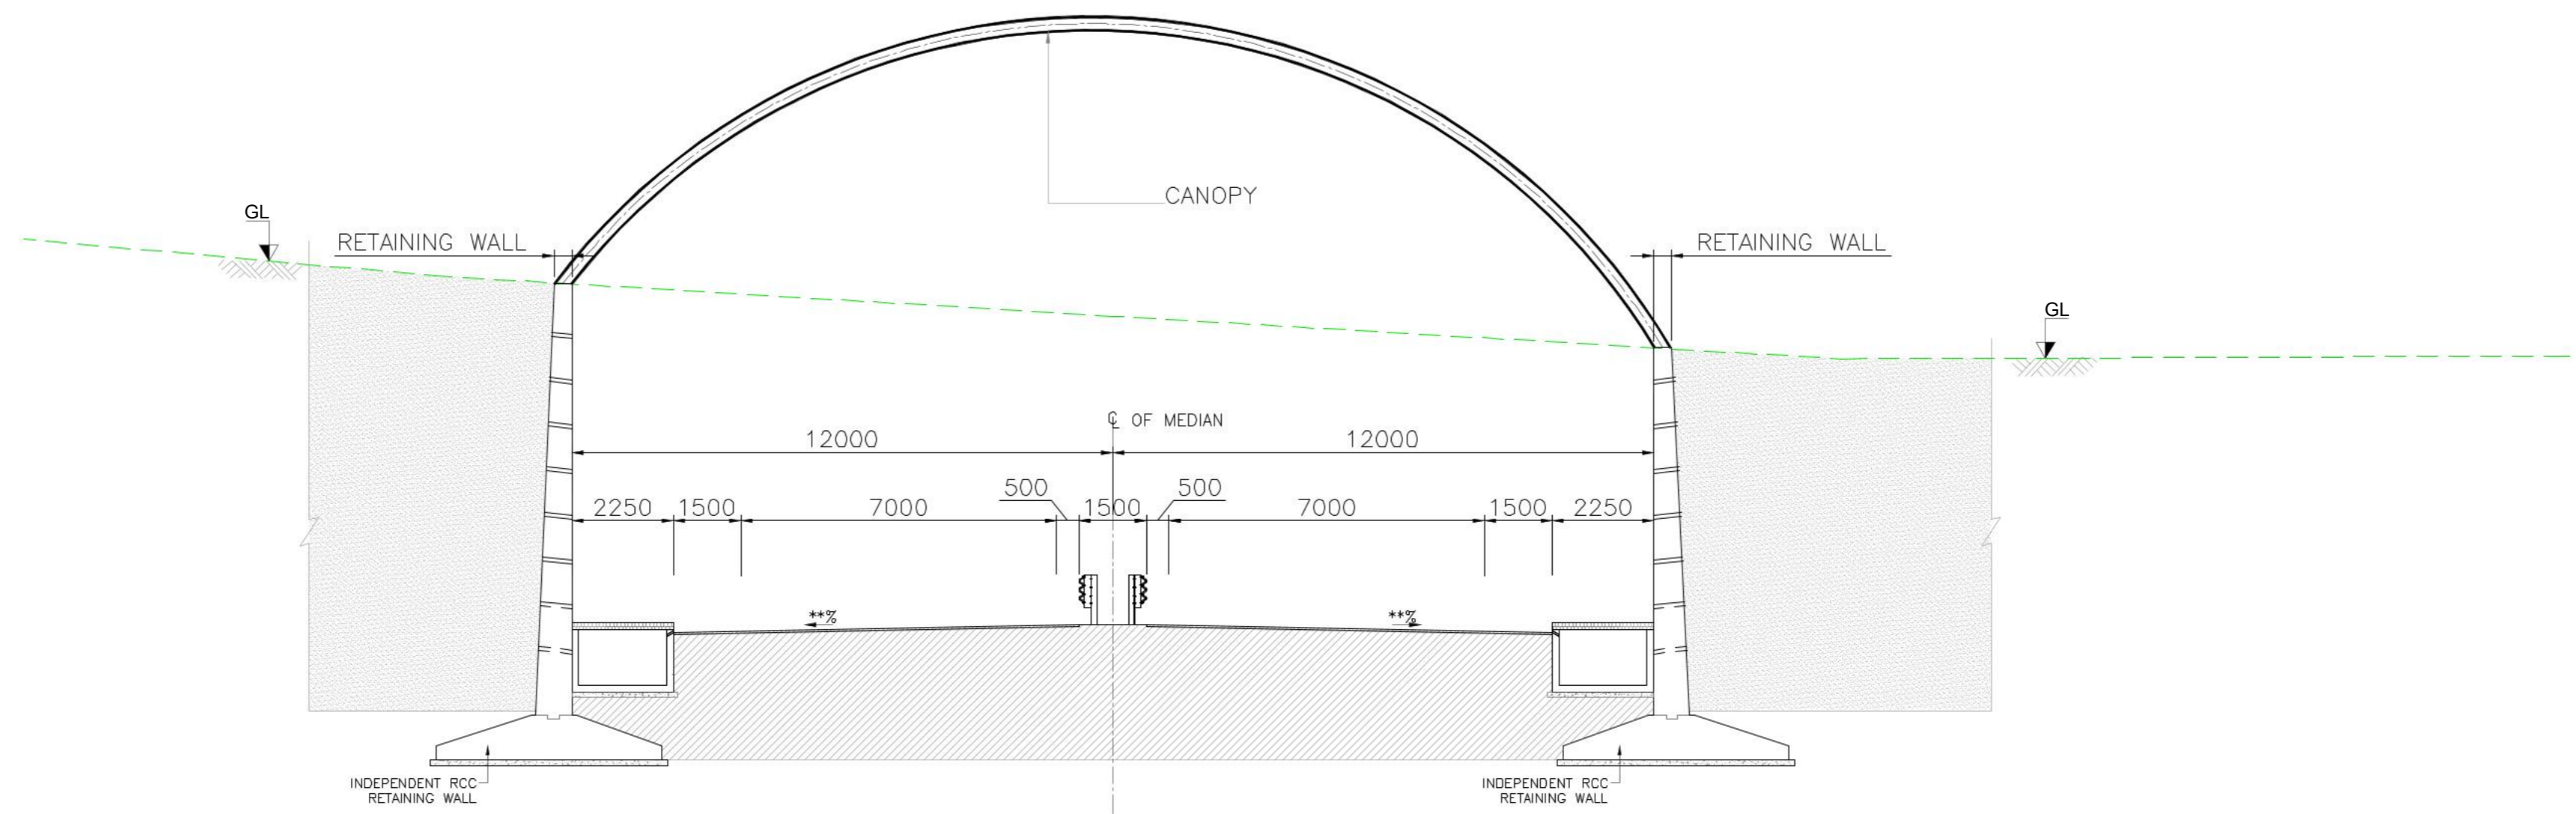 CANOPY
GL
RETAINING WALL
RETAINING WALL
GL
℄ OF MEDIAN
12000
12000
500
500
2250
1500
7000
1500
7000
1500
2250
**%
**%
INDEPENDENT RCC
RETAINING WALL
INDEPENDENT RCC
RETAINING WALL